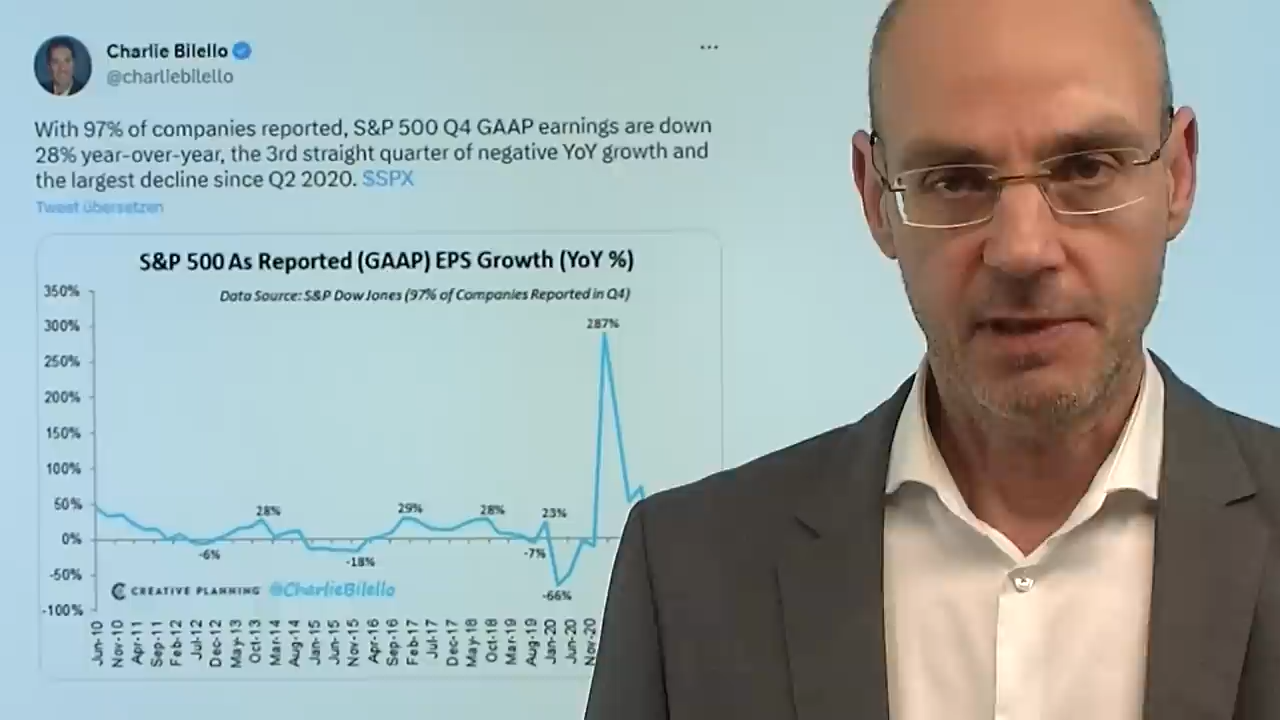 Charlie Bilello
@charliebilello
With 97% of companies reported, S&P 500 Q4 GAAP earnings are down
28% year-over-year, the 3rd straight quarter of negative YoY growth and
the largest decline since Q2 2020. $SPX
Tweet übersetzen
S&P 500 As Reported (GAAP) EPS Growth (YoY %)
Data Source: S&P Dow Jones (97% of Companies Reported in Q4)
350%
300%
250%
200%
150%
100%
50%
0%
-50%
-100%
287%
28%
29%
28%
23%
-6%
-18%
-7%
-66%
CREATIVE PLANNING @CharlieBilello
Jun-10
Nov-10
Apr-11
Sep-11
Feb-12
Jul-12
Dec-12
May-13
Oct-13
Mar-14
Aug-14
Jan-15
Jun-15
Nov-15
Apr-16
Sep-16
Feb-17
Jul-17
Dec-17
May-18
Oct-18
Mar-19
Aug-19
Jan-20
Jun-20
Nov-20